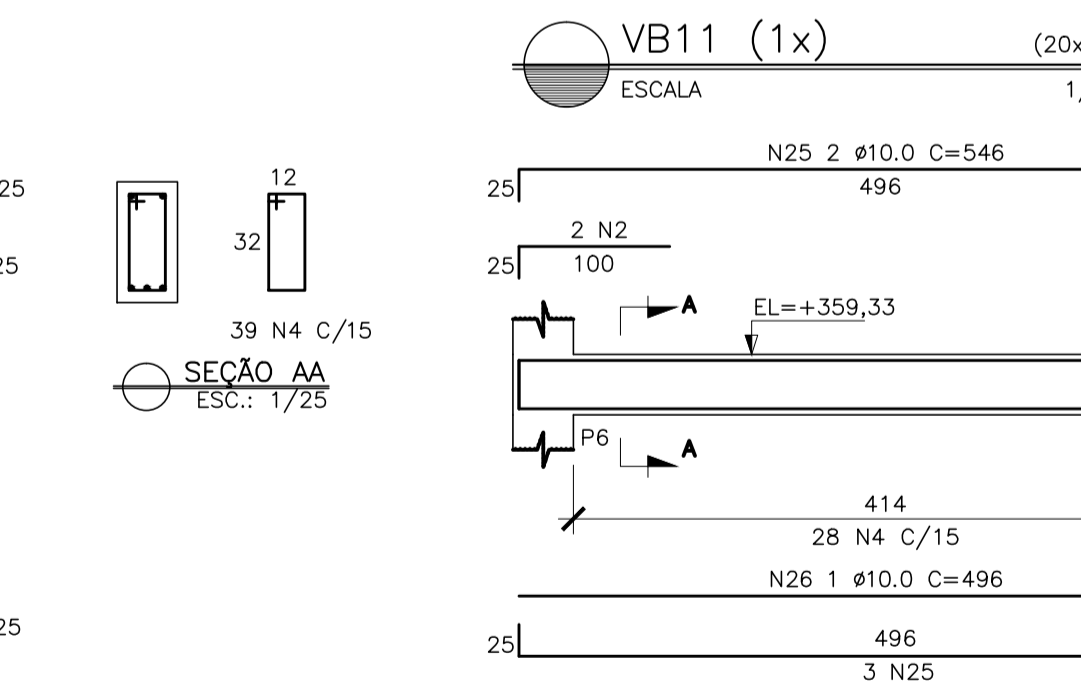 VB11 (1x)
(20x
ESCALA
1/
N25 2 ø10.0 C=546
25
496
2 N2
25
100
A
EL=+359,33
P6
A
414
28 N4 C/15
N26 1 ø10.0 C=496
25
496
3 N25
25
25
12
32
39 N4 C/15
SEÇÃO AA
ESC.: 1/25
25